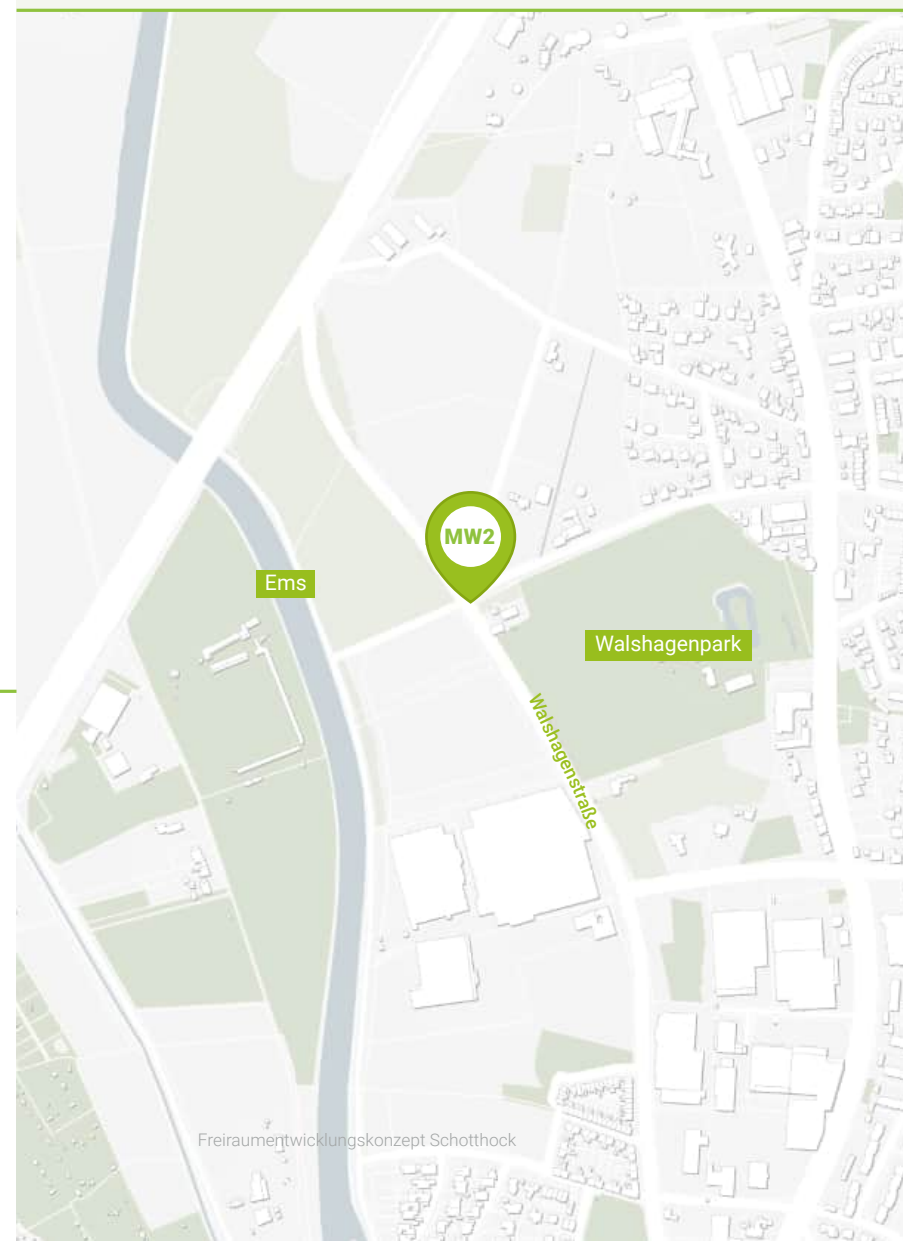 MW2
Ems
Walshagenpark
Walshagenstraße
Freiraumentwicklungskonzept Schotthock